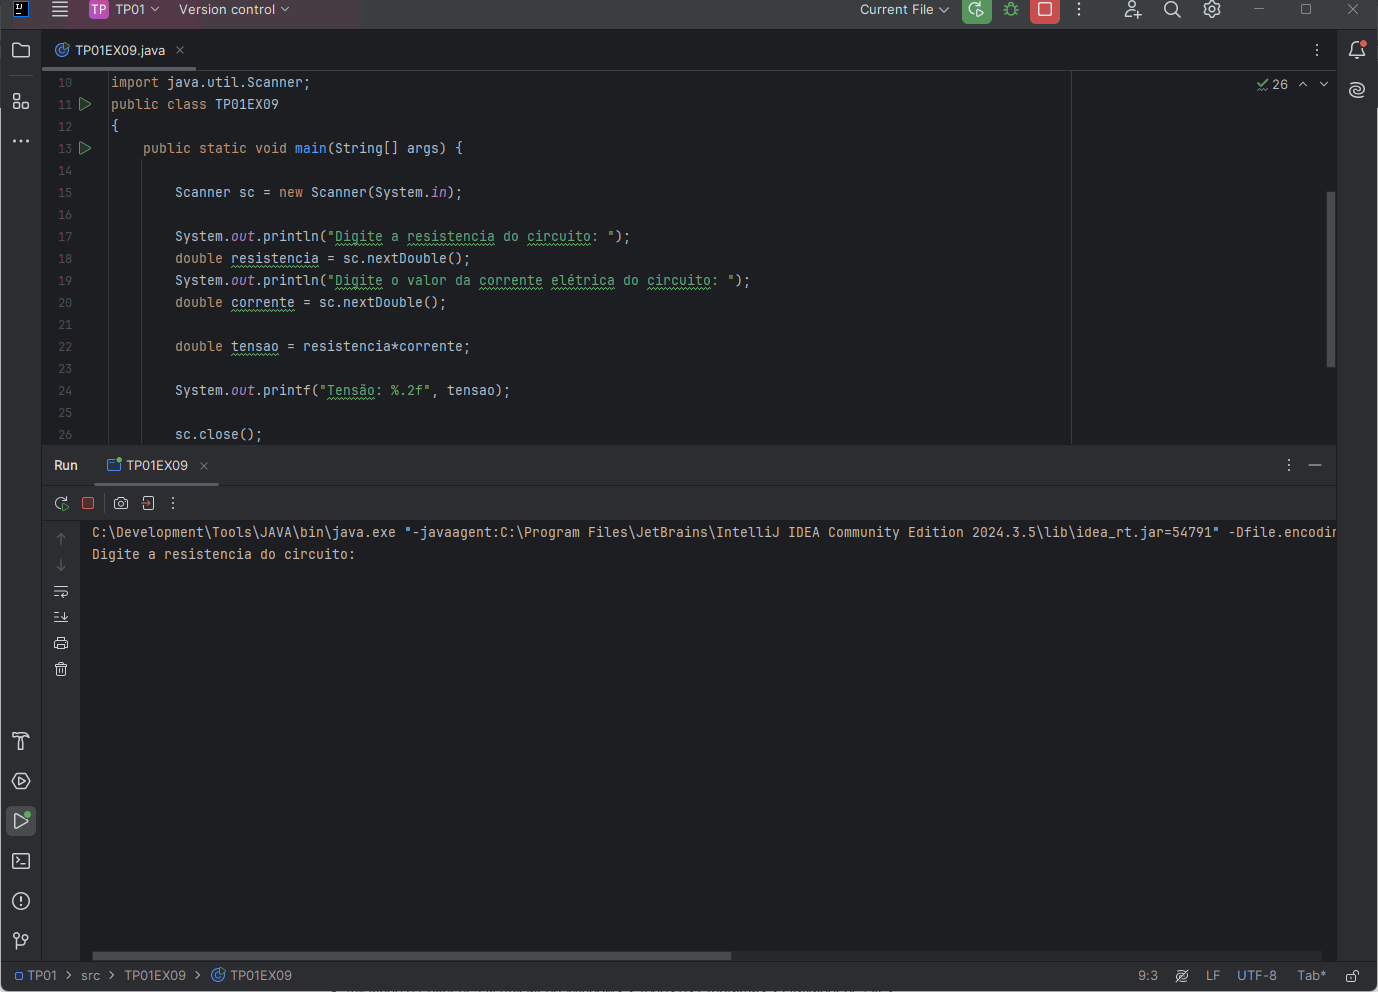 IJ
TP TP01 Version control Current File
TP01EX09.java
26
10 import java.util.Scanner;
11 public class TP01EX09
12 {
13 public static void main(String[] args) {
14
15 Scanner sc = new Scanner(System.in);
16
17 System.out.println("Digite a resistencia do circuito: ");
18 double resistencia = sc.nextDouble();
19 System.out.println("Digite o valor da corrente elétrica do circuito: ");
20 double corrente = sc.nextDouble();
21
22 double tensao = resistencia*corrente;
23
24 System.out.printf("Tensão: %.2f", tensao);
25
26 sc.close();
Run TP01EX09
C:\Development\Tools\JAVA\bin\java.exe "-javaagent:C:\Program Files\JetBrains\IntelliJ IDEA Community Edition 2024.3.5\lib\idea_rt.jar=54791" -Dfile.encodin
Digite a resistencia do circuito:
TP01 > src > TP01EX09 > TP01EX09 9:3 LF UTF-8 Tab*